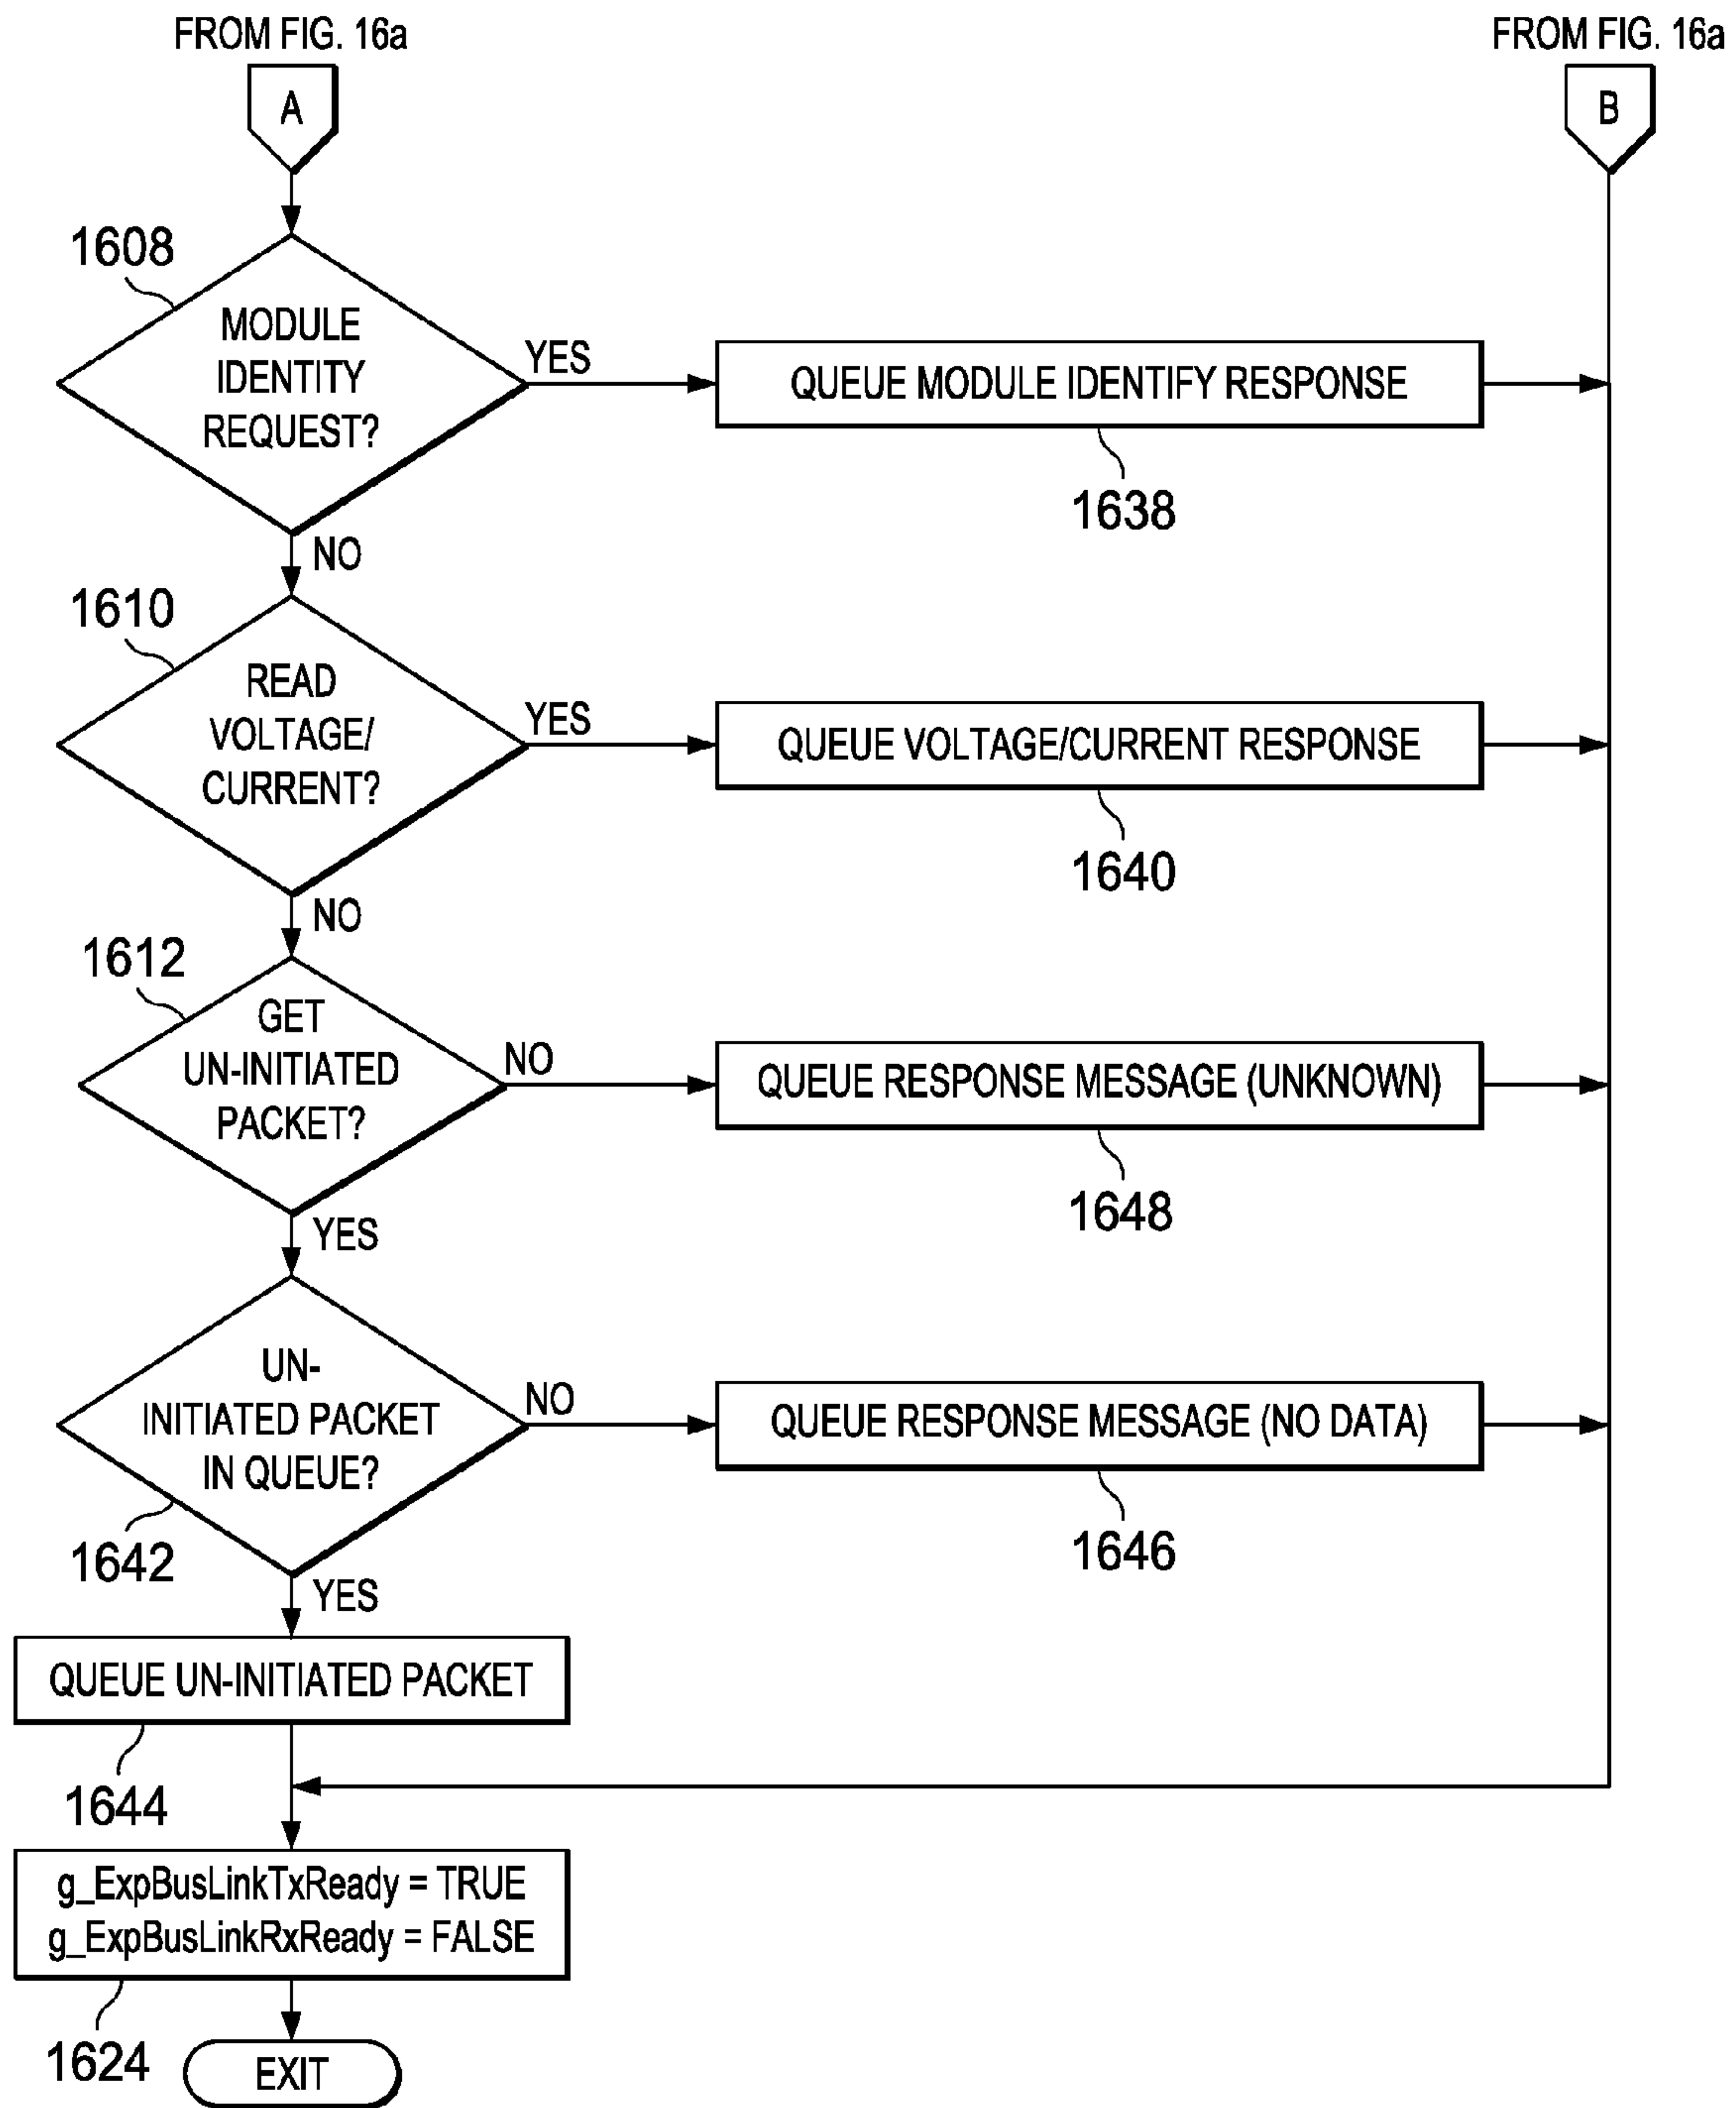 FROM FIG. 16a
FROM FIG. 16a
A
B
1608
MODULE
IDENTITY
REQUEST?
YES
QUEUE MODULE IDENTIFY RESPONSE
1638
NO
1610
READ
VOLTAGE/
CURRENT?
YES
QUEUE VOLTAGE/CURRENT RESPONSE
1640
NO
1612
GET
UN-INITIATED
PACKET?
NO
QUEUE RESPONSE MESSAGE (UNKNOWN)
1648
YES
UN-
INITIATED PACKET
IN QUEUE?
NO
QUEUE RESPONSE MESSAGE (NO DATA)
1646
1642
YES
QUEUE UN-INITIATED PACKET
1644
g_ExpBusLinkTxReady = TRUE
g_ExpBusLinkRxReady = FALSE
1624
EXIT